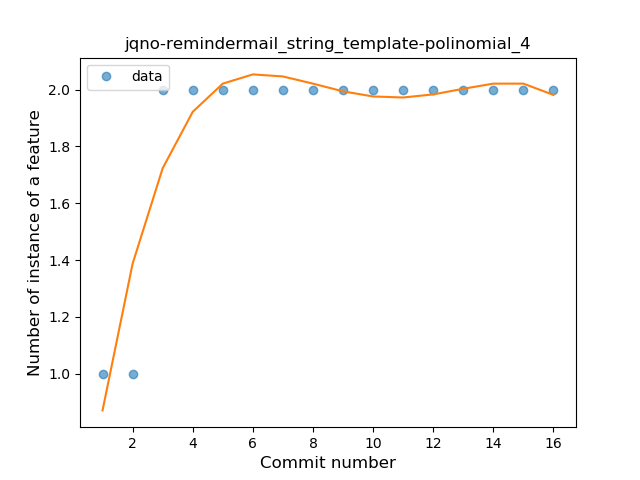 jqno-remindermail_string_template-polinomial_4
data
Number of instance of a feature
2.0
1.8
1.6
1.4
1.2
1.0
2 4 6 8 10 12 14 16
Commit number